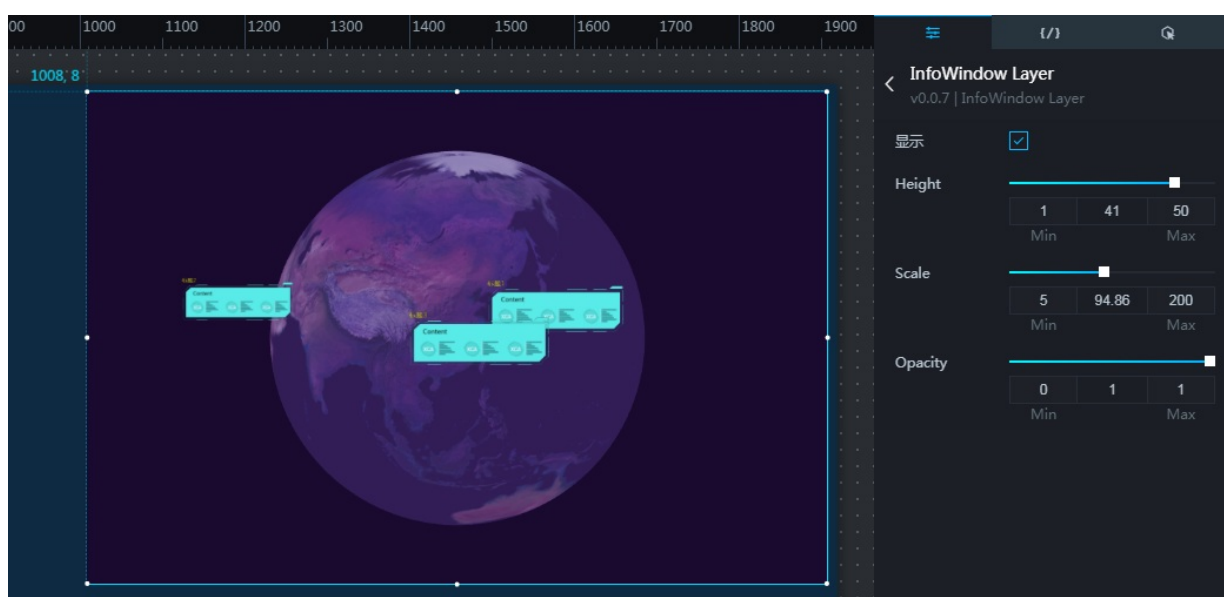 00 1000 1100 1200 1300 1400 1500 1600 1700 1800 1900
{/}
1008, 8
InfoWindow Layer
v0.0.7 | InfoWindow Layer
显示
Height
1 41 50
Min Max
Scale
5 94.86 200
Min Max
Opacity
0 1 1
Min Max
Content
Content
Content